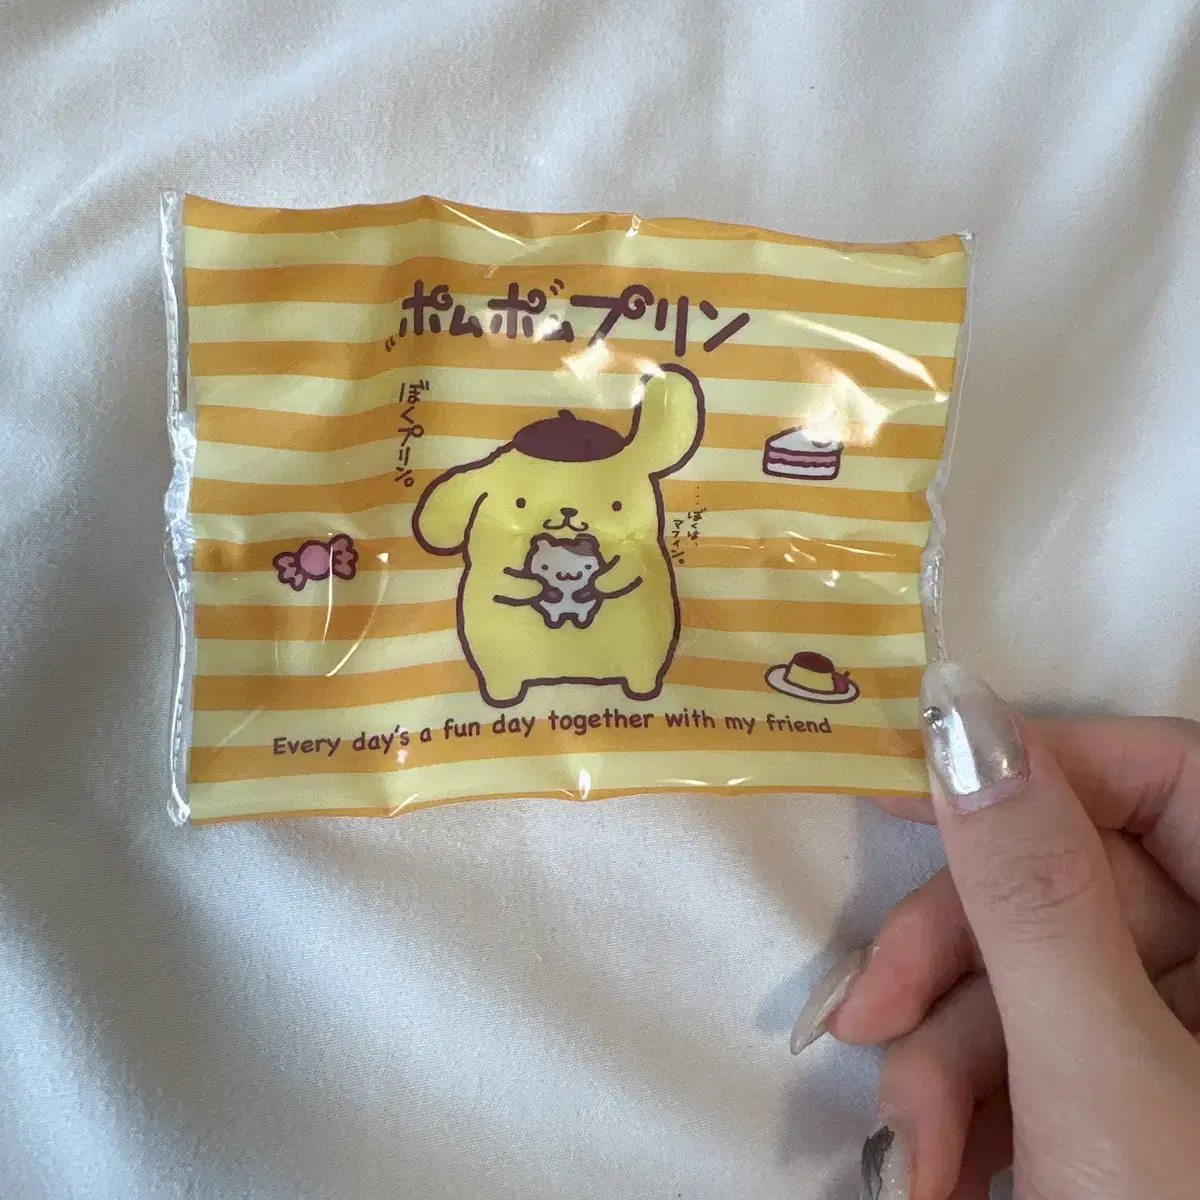 ポムポムプリン
ぼくプリン。
……ぼくは、
マフィン。
Every day's a fun day together with my friend